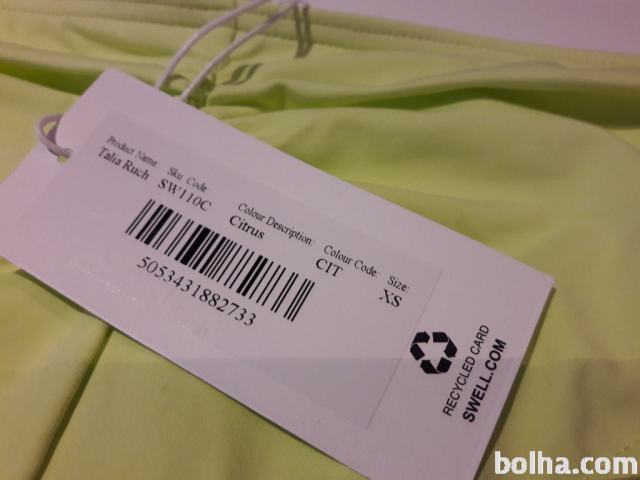 Product Name: Sku Code: Colour Description: Colour Code: Size:
Talia Ruch SW110C Citrus CIT XS
5053431882733
RECYCLED CARD
SWELL.COM
bolha.com